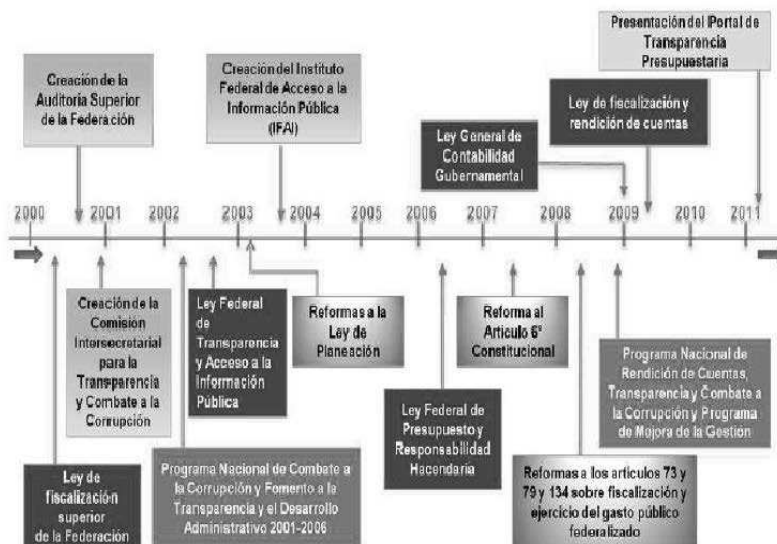 Presentación del Portal de
Transparencia
Presupuestaria
Creación de la
Auditoría Superior
de la Federación
Creación del Instituto
Federal de Acceso a la
Información Pública
(IFAI)
Ley General de
Contabilidad
Gubernamental
Ley de fiscalización y
rendición de cuentas
2000 2001 2002 2003 2004 2005 2006 2007 2008 2009 2010 2011
Creación de la
Comisión
Intersecretarial
para la
Transparencia
y Combate a la
Corrupción
Ley Federal
de
Transparencia
y Acceso a la
Información
Pública
Reformas a la
Ley de
Planeación
Reforma al
Artículo 6º
Constitucional
Programa Nacional de
Rendición de Cuentas,
Transparencia y Combate a
la Corrupción y Programa
de Mejora de la Gestión
Ley Federal de
Presupuesto y
Responsabilidad
Hacendaria
Ley de
fiscalización
superior
de la Federación
Programa Nacional de Combate a
la Corrupción y Fomento a la
Transparencia y el Desarrollo
Administrativo 2001-2006
Reformas a los artículos 73 y
79 y 134 sobre fiscalización y
ejercicio del gasto público
federalizado